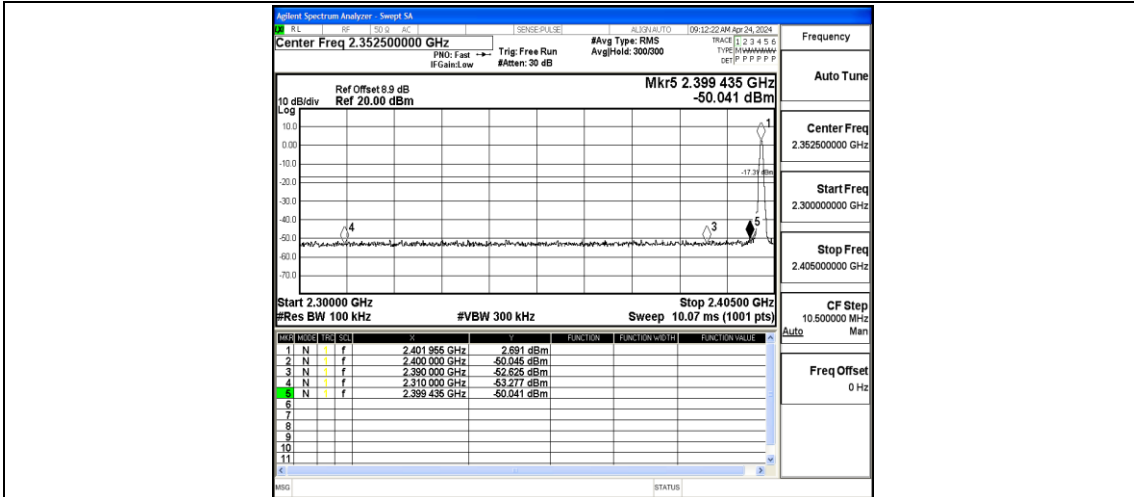 Agilent Spectrum Analyzer - Swept SA
RL RF 50 Ω AC SENSE:PULSE ALIGN AUTO 09:12:22 AM Apr 24, 2024
Center Freq 2.352500000 GHz
PNO: Fast
IFGain:Low
Trig: Free Run
#Atten: 30 dB
#Avg Type: RMS
Avg|Hold: 300/300
TRACE 1 2 3 4 5 6
TYPE M
DET P P P P P P
Mkr5 2.399 435 GHz
-50.041 dBm
Ref Offset 8.9 dB
10 dB/div Ref 20.00 dBm
Log
10.0
0.00
-10.0
-20.0
-30.0
-40.0
-50.0
-60.0
-70.0
1
-17.31 dBm
4
3
5
Start 2.30000 GHz Stop 2.40500 GHz
#Res BW 100 kHz #VBW 300 kHz Sweep 10.07 ms (1001 pts)
MKR MODE TRC SCL X Y FUNCTION FUNCTION WIDTH FUNCTION VALUE
1 N 1 f 2.401 955 GHz 2.691 dBm
2 N 1 f 2.400 000 GHz -50.045 dBm
3 N 1 f 2.390 000 GHz -52.625 dBm
4 N 1 f 2.310 000 GHz -53.277 dBm
5 N 1 f 2.399 435 GHz -50.041 dBm
6
7
8
9
10
11
MSG STATUS
Frequency
Auto Tune
Center Freq
2.352500000 GHz
Start Freq
2.300000000 GHz
Stop Freq
2.405000000 GHz
CF Step
10.500000 MHz
Auto Man
Freq Offset
0 Hz